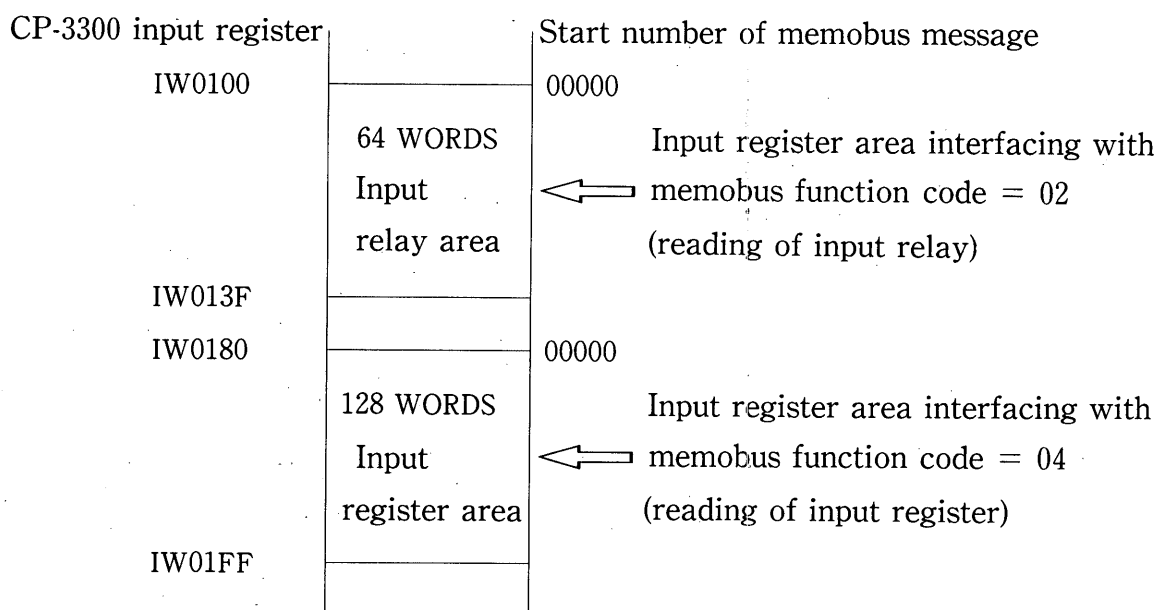 CP-3300 input register
Start number of memobus message
IW0100
00000
64 WORDS
Input
relay area
Input register area interfacing with
memobus function code = 02
(reading of input relay)
IW013F
IW0180
00000
128 WORDS
Input
register area
Input register area interfacing with
memobus function code = 04
(reading of input register)
IW01FF